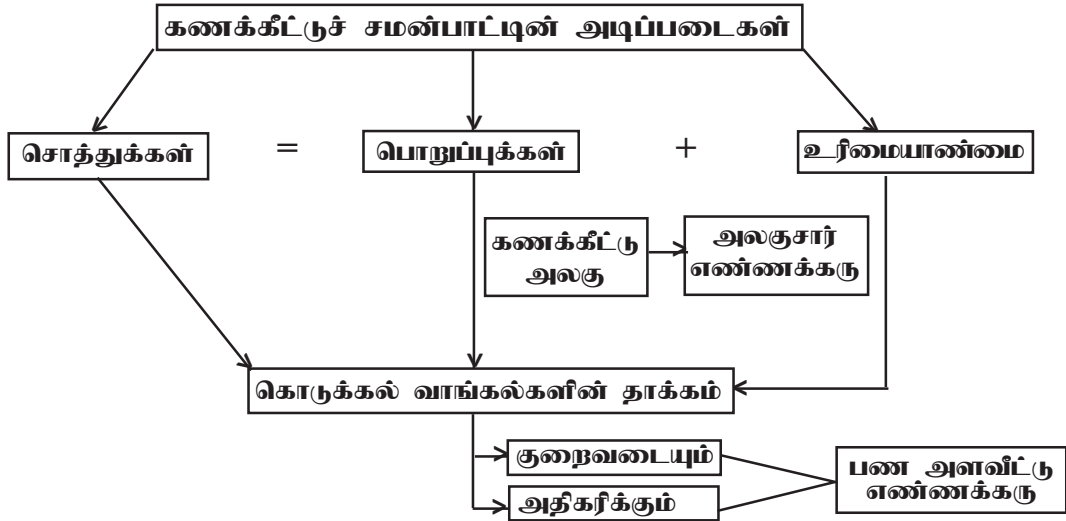 கணக்கீட்டுச் சமன்பாட்டின் அடிப்படைகள்
சொத்துக்கள் = பொறுப்புக்கள் + உரிமையாண்மை
கணக்கீட்டு
அலகு
அலகுசார்
எண்ணக்கரு
கொடுக்கல் வாங்கல்களின் தாக்கம்
குறைவடையும்
அதிகரிக்கும்
பண அளவீட்டு
எண்ணக்கரு